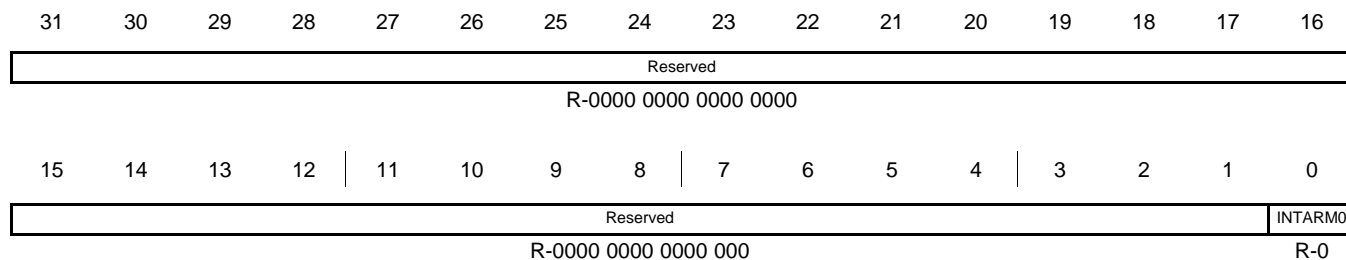 31 30 29 28 27 26 25 24 23 22 21 20 19 18 17 16
Reserved
R-0000 0000 0000 0000
15 14 13 12 11 10 9 8 7 6 5 4 3 2 1 0
Reserved INTARM0
R-0000 0000 0000 000 R-0